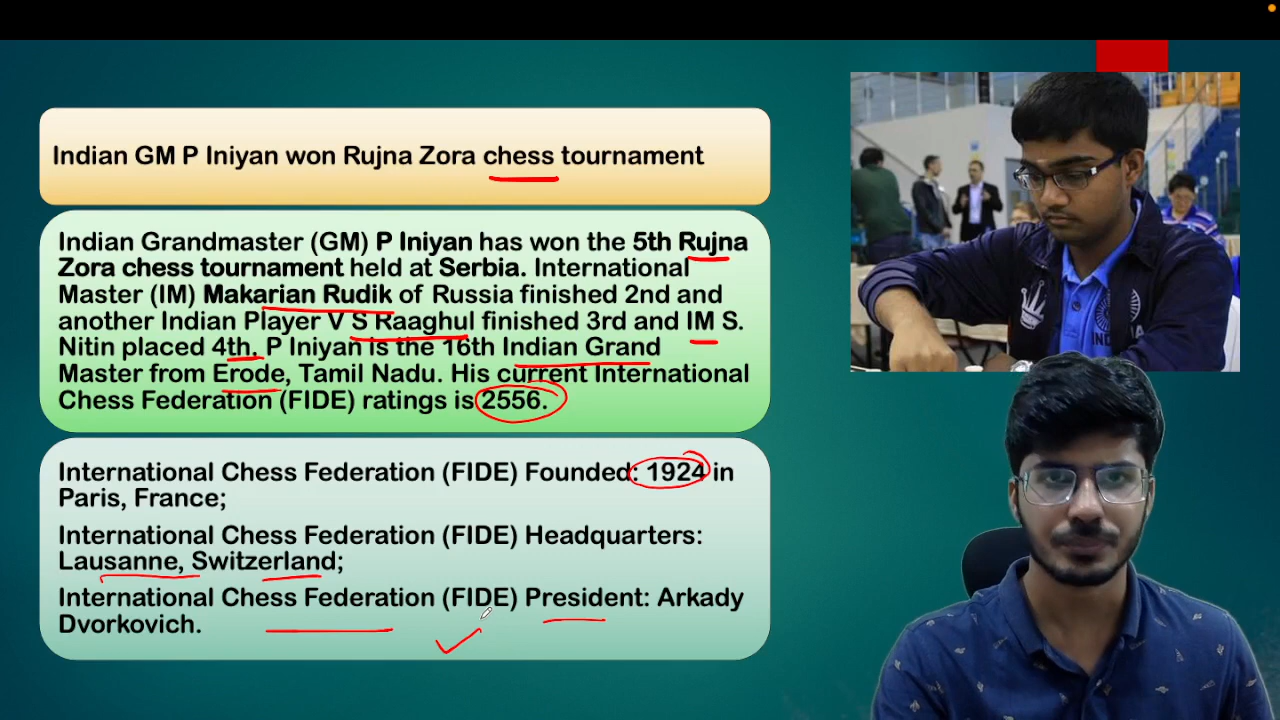 Indian GM P Iniyan won Rujna Zora chess tournament
Indian Grandmaster (GM) P Iniyan has won the 5th Rujna
Zora chess tournament held at Serbia. International
Master (IM) Makarian Rudik of Russia finished 2nd and
another Indian Player V S Raaghul finished 3rd and IM S.
Nitin placed 4th. P Iniyan is the 16th Indian Grand
Master from Erode, Tamil Nadu. His current International
Chess Federation (FIDE) ratings is 2556.
International Chess Federation (FIDE) Founded: 1924 in
Paris, France;
International Chess Federation (FIDE) Headquarters:
Lausanne, Switzerland;
International Chess Federation (FIDE) President: Arkady
Dvorkovich.